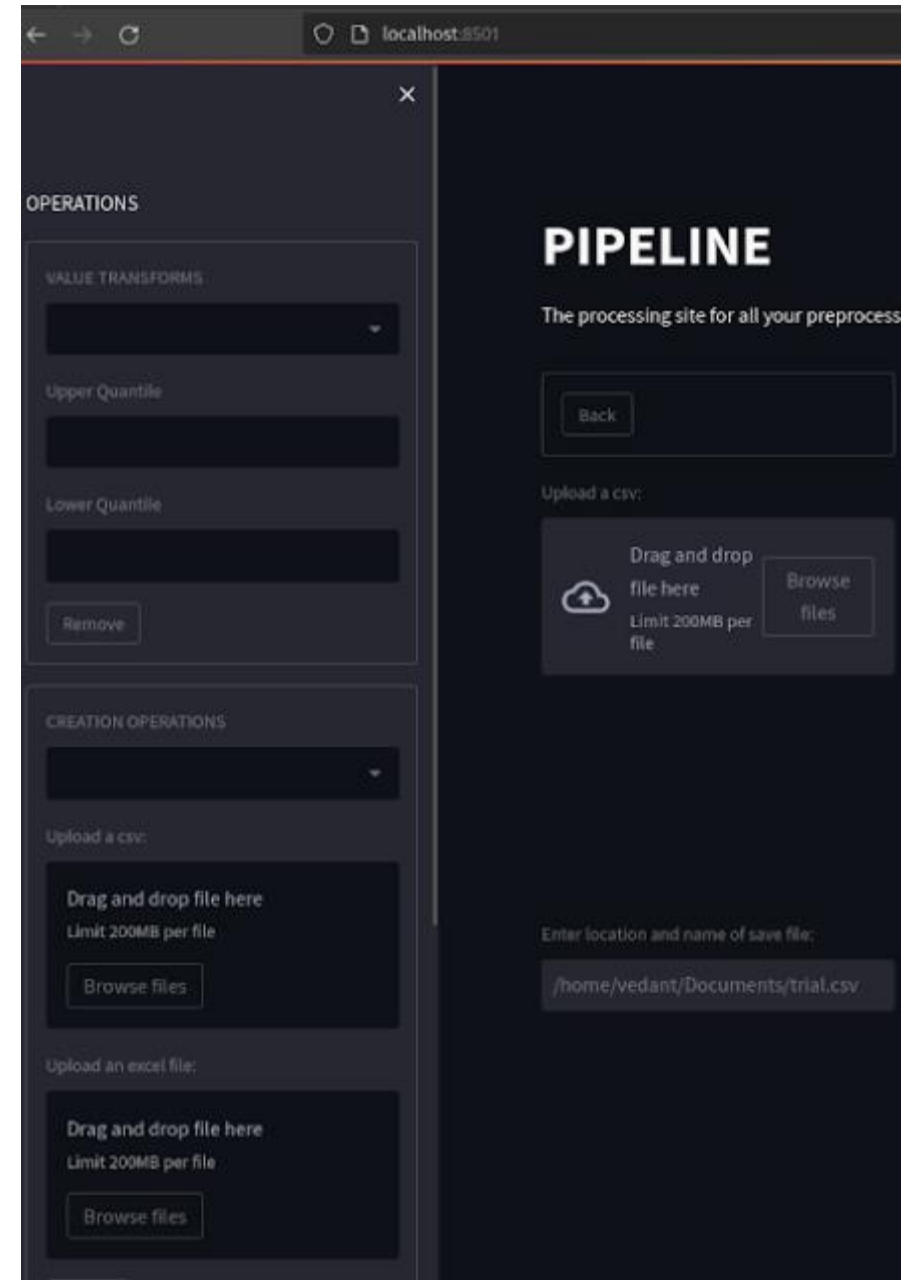 localhost:8501
OPERATIONS
VALUE TRANSFORMS
Upper Quantile
Lower Quantile
Remove
CREATION OPERATIONS
Upload a csv:
Drag and drop file here
Limit 200MB per file
Browse files
Upload an excel file:
Drag and drop file here
Limit 200MB per file
Browse files
PIPELINE
The processing site for all your preprocess
Back
Upload a csv:
Drag and drop
file here
Limit 200MB per
file
Browse
files
Enter location and name of save file:
/home/vedant/Documents/trial.csv